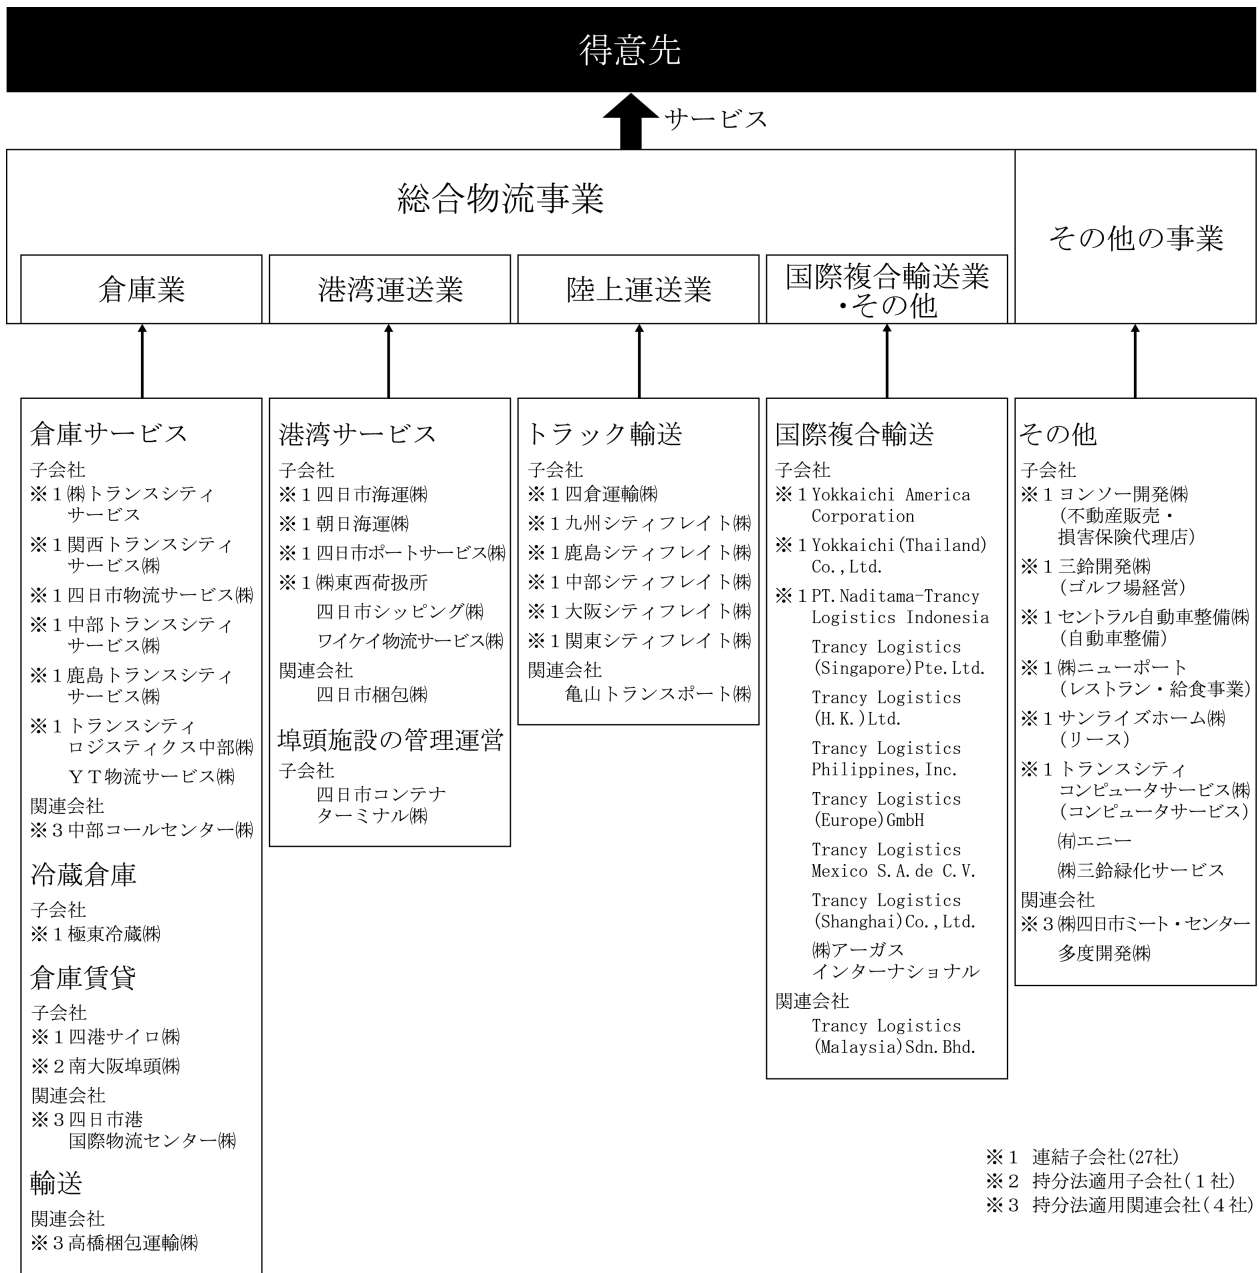 得意先
サービス
総合物流事業
その他の事業
倉庫業
港湾運送業
陸上運送業
国際複合輸送業
・その他
倉庫サービス
子会社
※1㈱トランスシティ
サービス
※1関西トランスシティ
サービス㈱
※1四日市物流サービス㈱
※1中部トランスシティ
サービス㈱
※1鹿島トランスシティ
サービス㈱
※1トランスシティ
ロジスティクス中部㈱
YT物流サービス㈱
関連会社
※3中部コールセンター㈱
冷蔵倉庫
子会社
※1極東冷蔵㈱
倉庫賃貸
子会社
※1四港サイロ㈱
※2南大阪埠頭㈱
関連会社
※3四日市港
国際物流センター㈱
輸送
関連会社
※3高橋梱包運輸㈱
港湾サービス
子会社
※1四日市海運㈱
※1朝日海運㈱
※1四日市ポートサービス㈱
※1㈱東西荷扱所
四日市シッピング㈱
ワイケイ物流サービス㈱
関連会社
四日市梱包㈱
埠頭施設の管理運営
子会社
四日市コンテナ
ターミナル㈱
トラック輸送
子会社
※1四倉運輸㈱
※1九州シティフレイト㈱
※1鹿島シティフレイト㈱
※1中部シティフレイト㈱
※1大阪シティフレイト㈱
※1関東シティフレイト㈱
関連会社
亀山トランスポート㈱
国際複合輸送
子会社
※1Yokkaichi America
Corporation
※1Yokkaichi(Thailand)
Co.,Ltd.
※1PT.Naditama-Trancy
Logistics Indonesia
Trancy Logistics
(Singapore)Pte.Ltd.
Trancy Logistics
(H.K.)Ltd.
Trancy Logistics
Philippines,Inc.
Trancy Logistics
(Europe)GmbH
Trancy Logistics
Mexico S.A.de C.V.
Trancy Logistics
(Shanghai)Co.,Ltd.
㈱アーガス
インターナショナル
関連会社
Trancy Logistics
(Malaysia)Sdn.Bhd.
その他
子会社
※1ヨンソー開発㈱
(不動産販売・
損害保険代理店)
※1三鈴開発㈱
(ゴルフ場経営)
※1セントラル自動車整備㈱
(自動車整備)
※1㈱ニューポート
(レストラン・給食事業)
※1サンライズホーム㈱
(リース)
※1トランスシティ
コンピュータサービス㈱
(コンピュータサービス)
㈲エニー
㈱三鈴緑化サービス
関連会社
※3㈱四日市ミート・センター
多度開発㈱
※1 連結子会社(27社)
※2 持分法適用子会社(1社)
※3 持分法適用関連会社(4社)